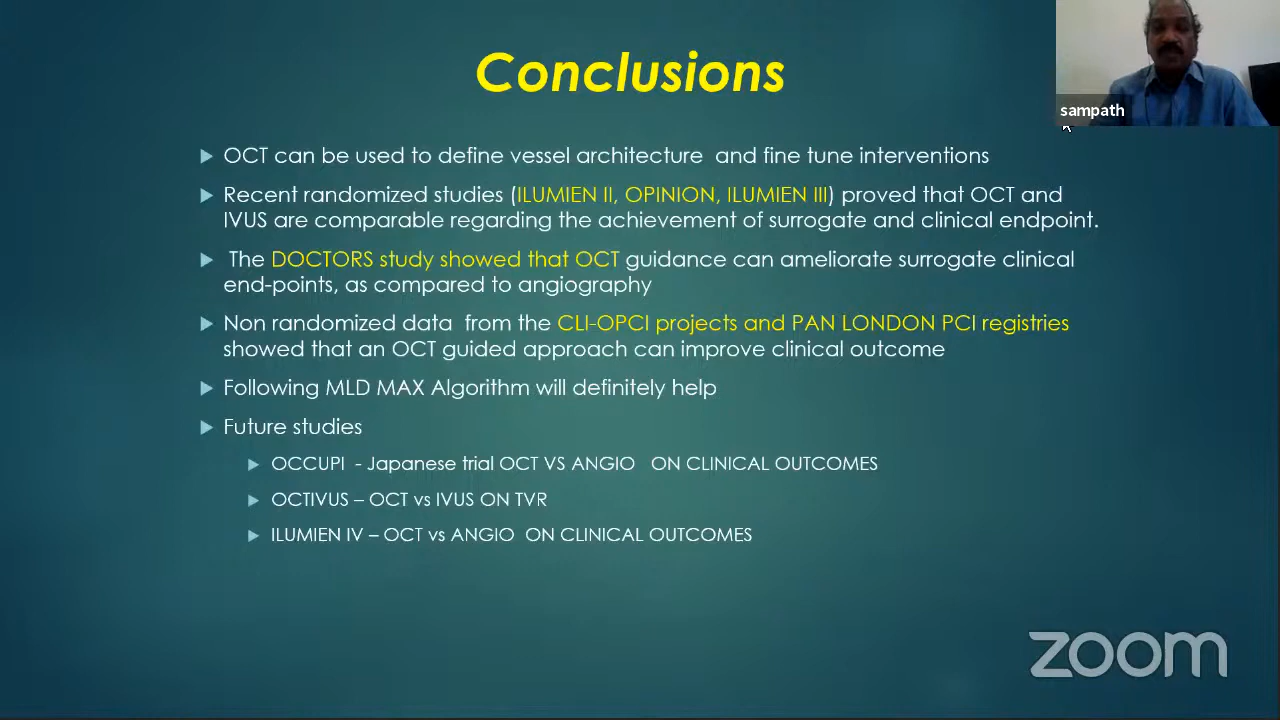 Conclusions
sampath
OCT can be used to define vessel architecture and fine tune interventions
Recent randomized studies (ILUMIEN II, OPINION, ILUMIEN III) proved that OCT and
IVUS are comparable regarding the achievement of surrogate and clinical endpoint.
The DOCTORS study showed that OCT guidance can ameliorate surrogate clinical
end-points, as compared to angiography
Non randomized data from the CLI-OPCI projects and PAN LONDON PCI registries
showed that an OCT guided approach can improve clinical outcome
Following MLD MAX Algorithm will definitely help
Future studies
OCCUPI - Japanese trial OCT VS ANGIO ON CLINICAL OUTCOMES
OCTIVUS – OCT vs IVUS ON TVR
ILUMIEN IV – OCT vs ANGIO ON CLINICAL OUTCOMES
zoom